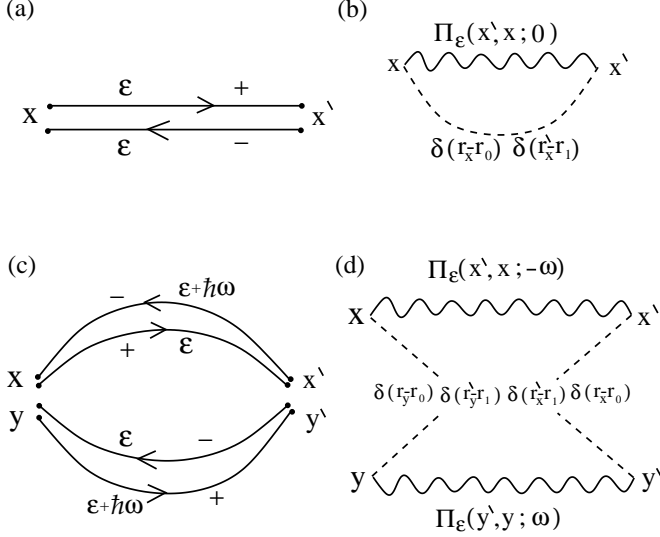 (a)
ε +
x x`
ε −
(b)
Π_ε(x`, x ; 0)
x x`
δ(r_x-r_0) δ(r`_x-r_1)
(c)
− ε+ħω
+ ε
x x`
y y`
ε −
ε+ħω +
(d)
Π_ε(x`, x ; −ω)
x x`
δ(r_y-r_0) δ(r`_y-r_1) δ(r`_x-r_1) δ(r_x-r_0)
y y`
Π_ε(y`, y ; ω)